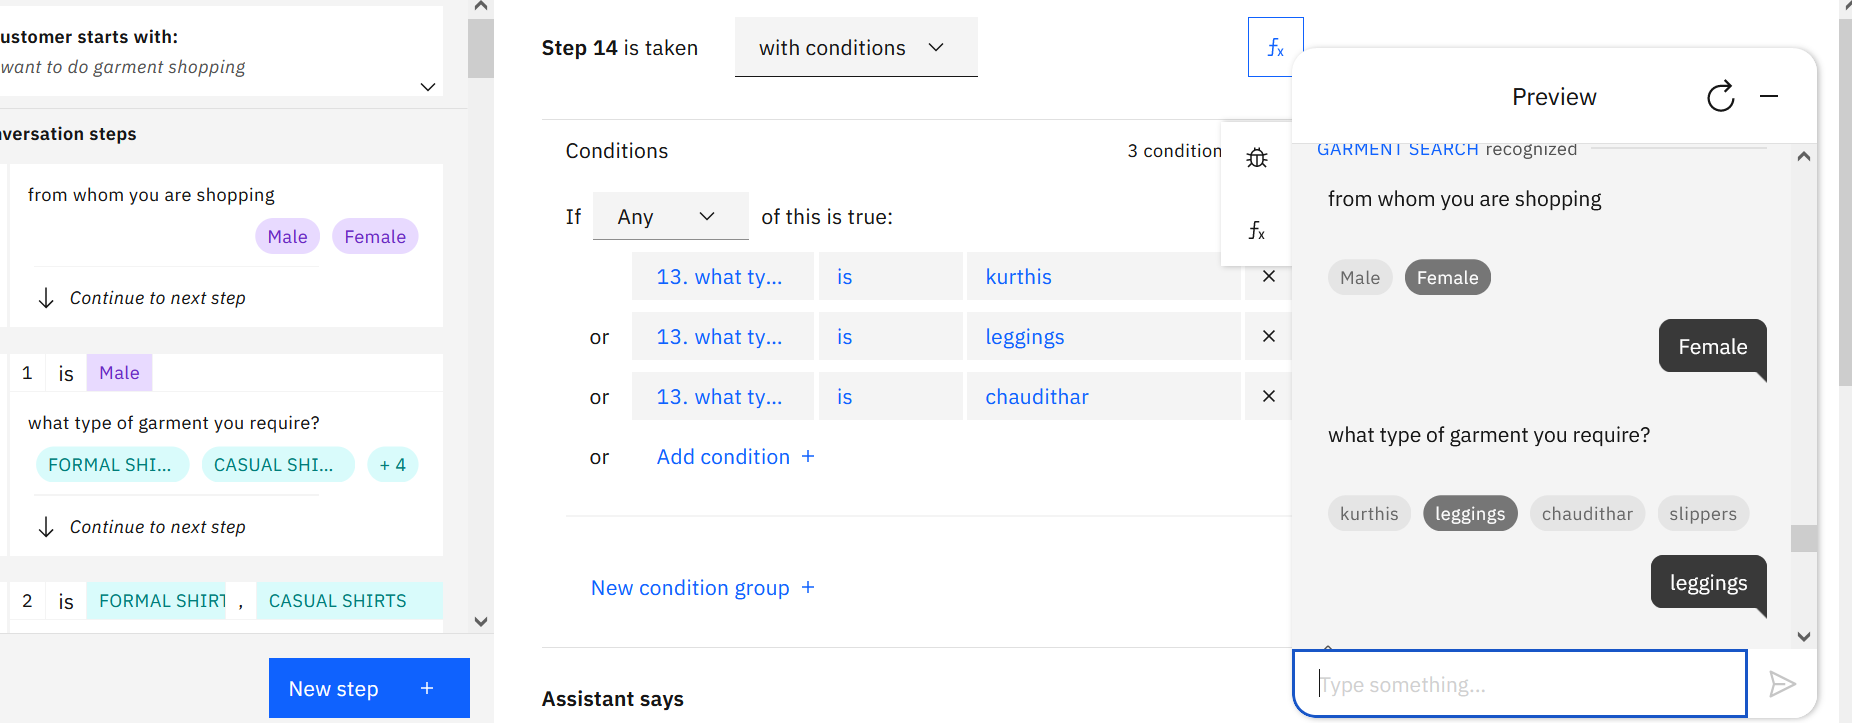 ustomer starts with:
want to do garment shopping
nversation steps
from whom you are shopping
Male Female
Continue to next step
1 is Male
what type of garment you require?
FORMAL SHI... CASUAL SHI... + 4
Continue to next step
2 is FORMAL SHIRT , CASUAL SHIRTS
New step +
Step 14 is taken with conditions
fx
Conditions 3 condition
fx
If Any of this is true:
13. what ty... is kurthis ×
or 13. what ty... is leggings ×
or 13. what ty... is chaudithar ×
or Add condition +
New condition group +
Assistant says
Preview
GARMENT SEARCH recognized
from whom you are shopping
Male Female
Female
what type of garment you require?
kurthis leggings chaudithar slippers
leggings
Type something...